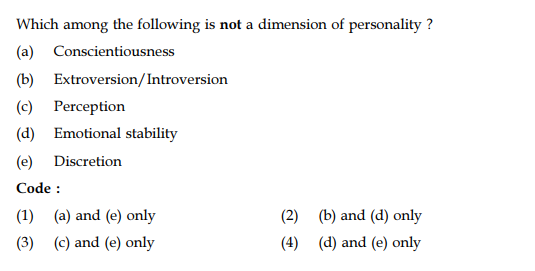 Which among the following is not a dimension of personality ?
(a) Conscientiousness
(b) Extroversion/Introversion
(c) Perception
(d) Emotional stability
(e) Discretion
Code :
(1) (a) and (e) only (2) (b) and (d) only
(3) (c) and (e) only (4) (d) and (e) only